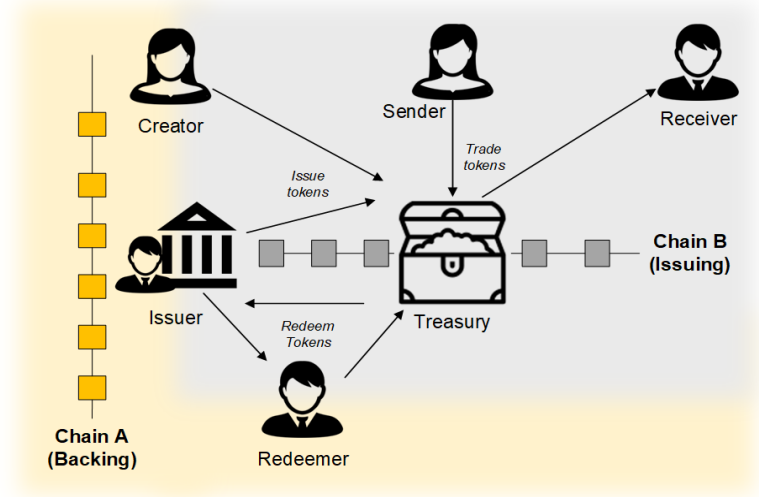 Creator
Sender
Receiver
Trade
tokens
Issue
tokens
Chain B
(Issuing)
Issuer
Redeem
Tokens
Treasury
Chain A
(Backing)
Redeemer